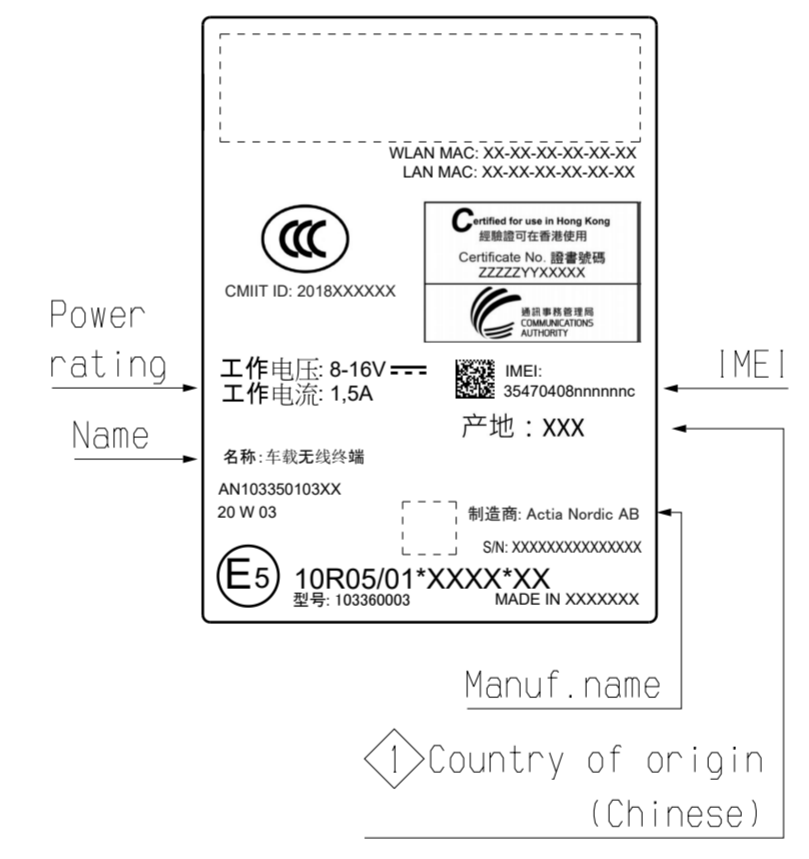 WLAN MAC: XX-XX-XX-XX-XX-XX
LAN MAC: XX-XX-XX-XX-XX-XX
CCC
Certified for use in Hong Kong
經驗證可在香港使用
Certificate No. 證書號碼
ZZZZZYYXXXXX
CMIIT ID: 2018XXXXXX
通訊事務管理局
COMMUNICATIONS
AUTHORITY
Power
rating
工作电压: 8-16V
工作电流: 1,5A
IMEI:
35470408nnnnnnc
IMEI
产地：XXX
Name
名称: 车载无线终端
AN103350103XX
20 W 03
制造商: Actia Nordic AB
S/N: XXXXXXXXXXXXXXX
E5
10R05/01*XXXX*XX
型号: 103360003
MADE IN XXXXXXX
Manuf.name
1 Country of origin
(Chinese)